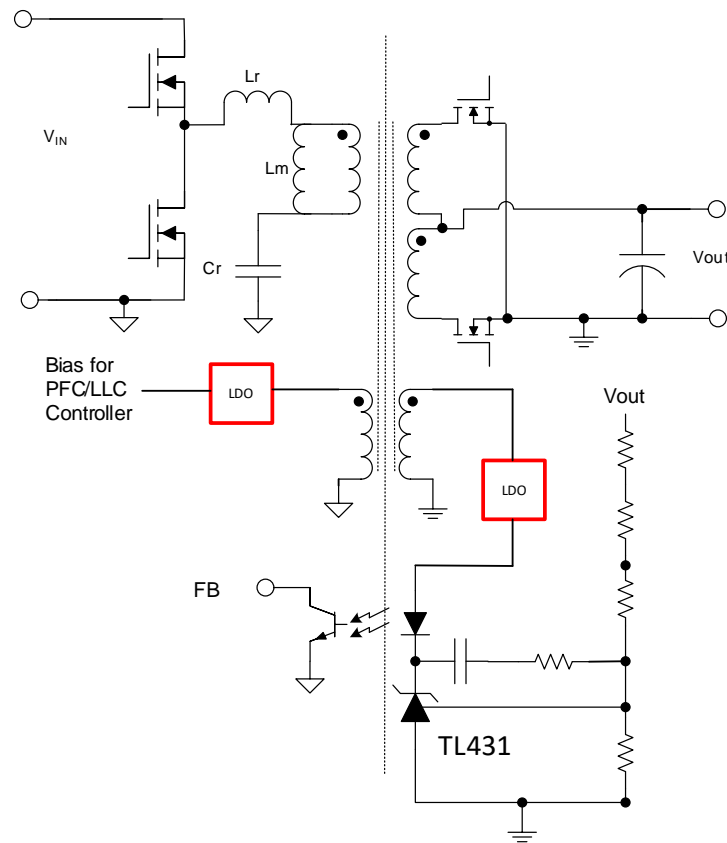 Lr
V_IN
Lm
Cr
Vout
Bias for
PFC/LLC
Controller
LDO
Vout
LDO
FB
TL431